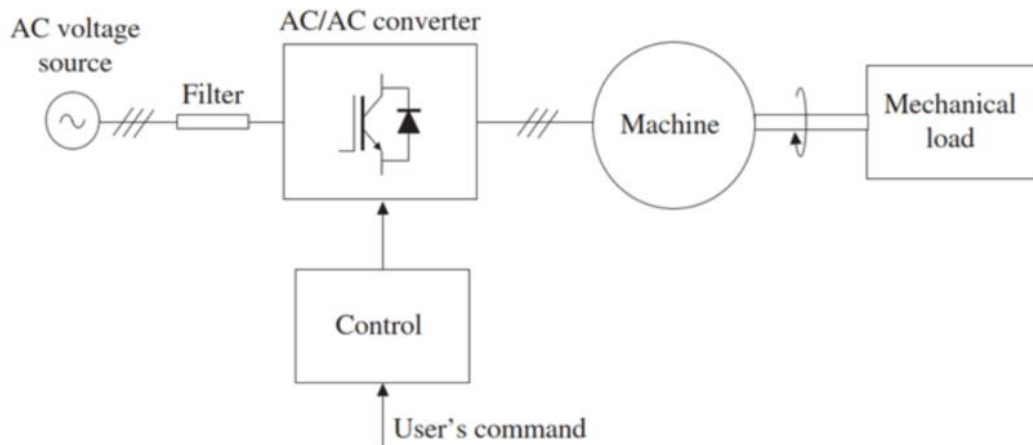 AC voltage
source
Filter
AC/AC converter
Machine
Mechanical
load
Control
User's command